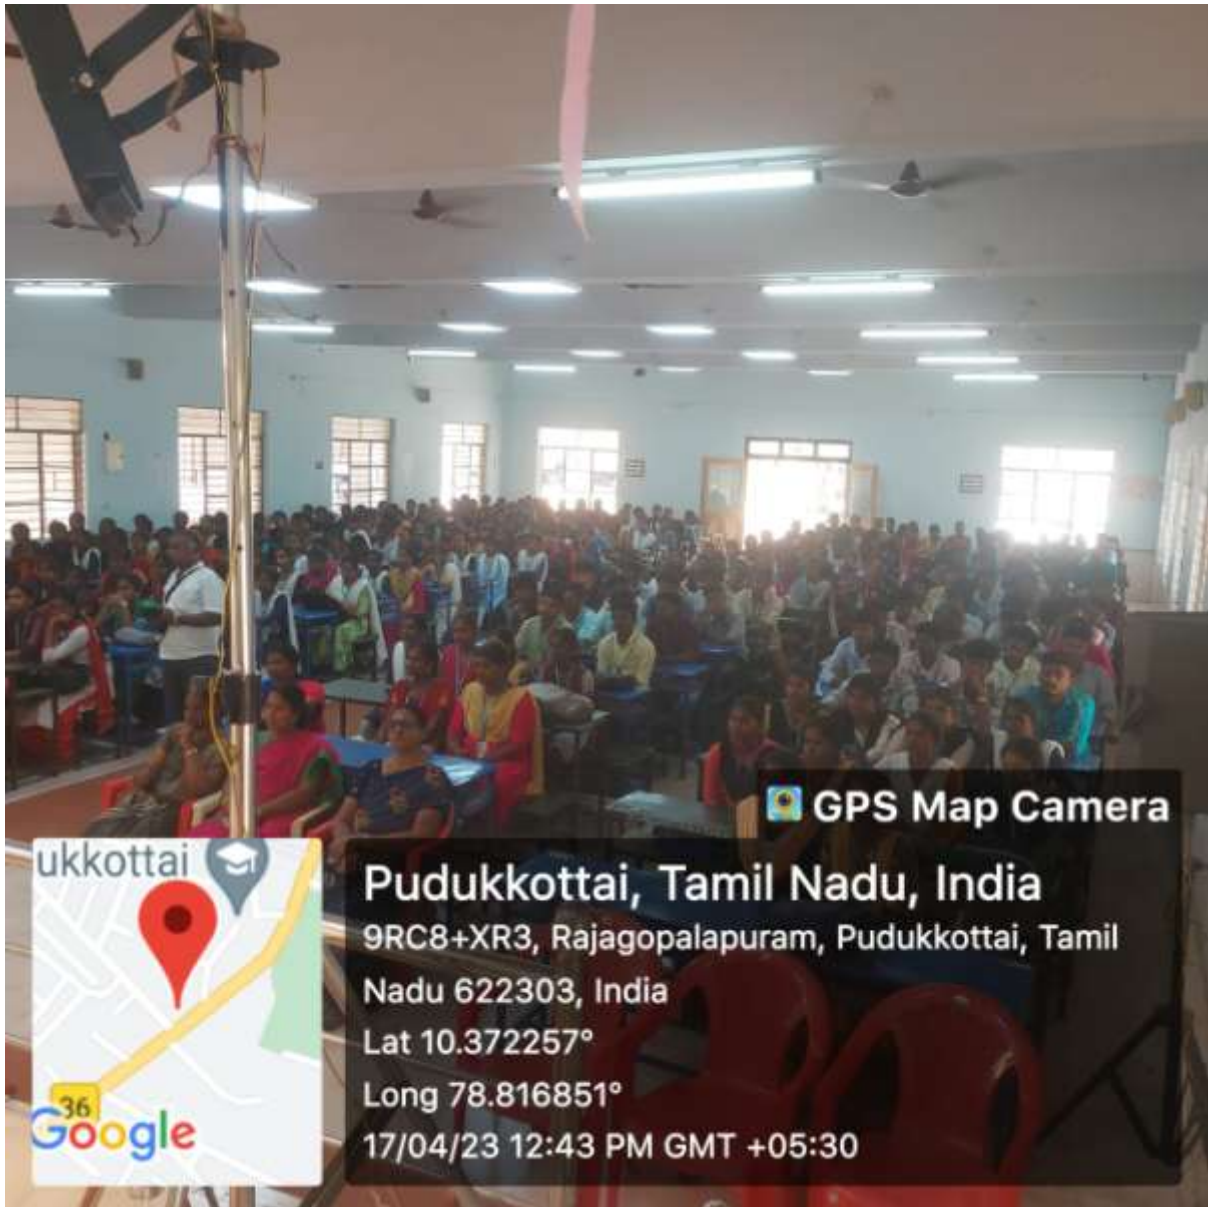 GPS Map Camera
ukkottai
Pudukkottai, Tamil Nadu, India
9RC8+XR3, Rajagopalapuram, Pudukkottai, Tamil
Nadu 622303, India
Lat 10.372257°
Long 78.816851°
17/04/23 12:43 PM GMT +05:30
36
Google